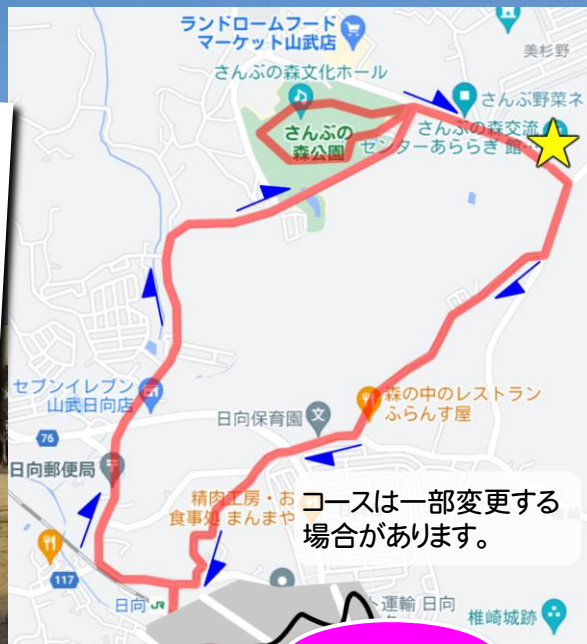 ランドロームフード
マーケット山武店
美杉野
さんぶの森文化ホール
さんぶ野菜ネ
さんぶの
森公園
さんぶの森交流
センターあららぎ館…
セブンイレブン
山武日向店
森の中のレストラン
ふらんす屋
日向保育園
76
日向郵便局
精肉工房・お
食事処 まんまや
コースは一部変更する
場合があります。
117
日向 JR
ト運輸 日向
椎崎城跡